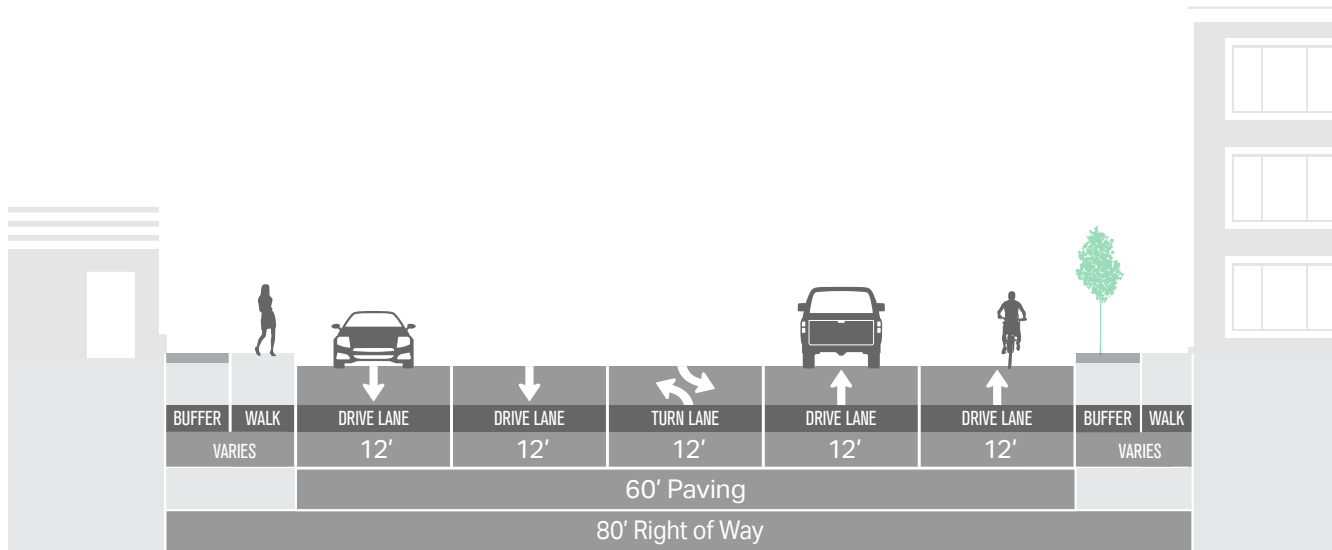 BUFFER WALK DRIVE LANE DRIVE LANE TURN LANE DRIVE LANE DRIVE LANE BUFFER WALK
VARIES 12' 12' 12' 12' 12' VARIES
60' Paving
80' Right of Way